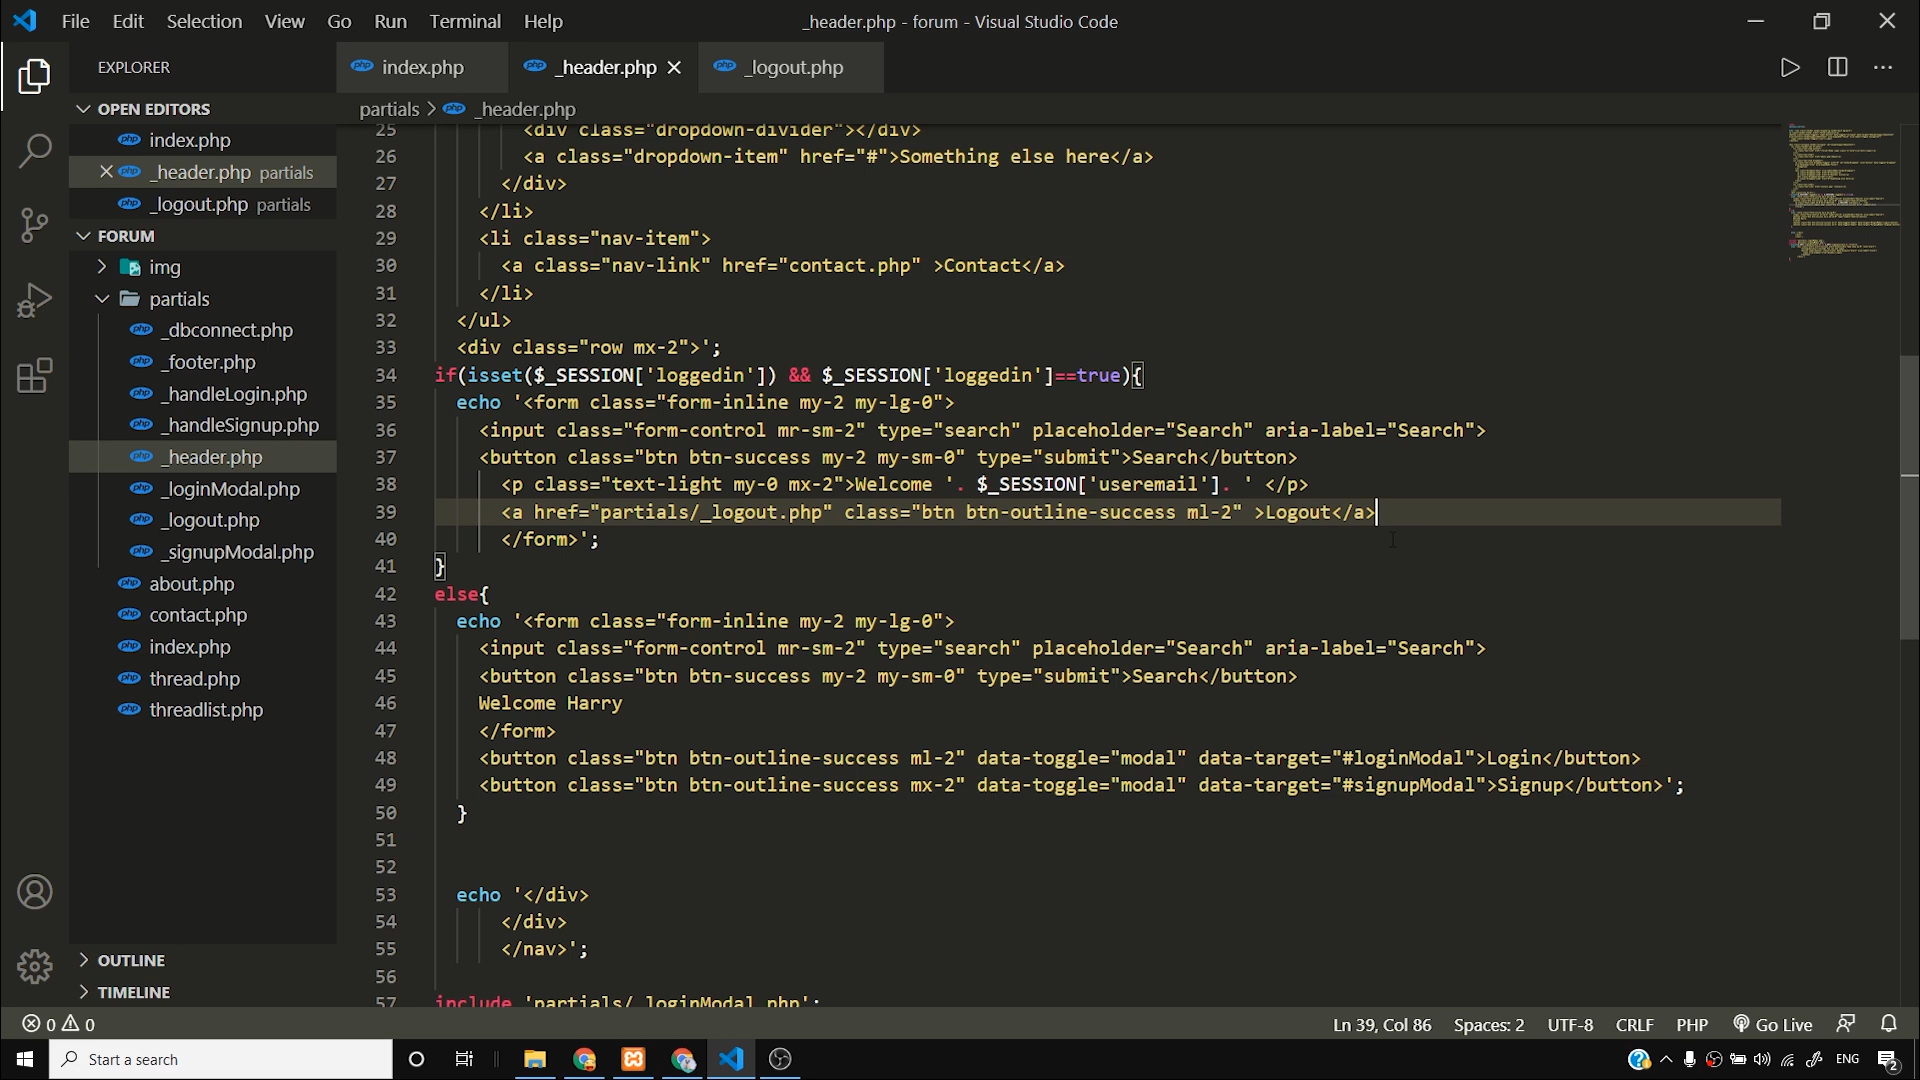 File Edit Selection View Go Run Terminal Help
_header.php - forum - Visual Studio Code
EXPLORER
index.php
_header.php
_logout.php
OPEN EDITORS
index.php
_header.php partials
_logout.php partials
FORUM
img
partials
_dbconnect.php
_footer.php
_handleLogin.php
_handleSignup.php
_header.php
_loginModal.php
_logout.php
_signupModal.php
about.php
contact.php
index.php
thread.php
threadlist.php
OUTLINE
TIMELINE
partials > _header.php
25 <div class="dropdown-divider"></div>
26 <a class="dropdown-item" href="#">Something else here</a>
27 </div>
28 </li>
29 <li class="nav-item">
30 <a class="nav-link" href="contact.php" >Contact</a>
31 </li>
32 </ul>
33 <div class="row mx-2">';
34 if(isset($_SESSION['loggedin']) && $_SESSION['loggedin']==true){
35 echo '<form class="form-inline my-2 my-lg-0">
36 <input class="form-control mr-sm-2" type="search" placeholder="Search" aria-label="Search">
37 <button class="btn btn-success my-2 my-sm-0" type="submit">Search</button>
38 <p class="text-light my-0 mx-2">Welcome '. $_SESSION['useremail']. ' </p>
39 <a href="partials/_logout.php" class="btn btn-outline-success ml-2" >Logout</a>
40 </form>';
41 }
42 else{
43 echo '<form class="form-inline my-2 my-lg-0">
44 <input class="form-control mr-sm-2" type="search" placeholder="Search" aria-label="Search">
45 <button class="btn btn-success my-2 my-sm-0" type="submit">Search</button>
46 Welcome Harry
47 </form>
48 <button class="btn btn-outline-success ml-2" data-toggle="modal" data-target="#loginModal">Login</button>
49 <button class="btn btn-outline-success mx-2" data-toggle="modal" data-target="#signupModal">Signup</button>';
50 }
51
52
53 echo '</div>
54 </div>
55 </nav>';
56
57 include 'partials/_loginModal.php';
0 0
Ln 39, Col 86 Spaces: 2 UTF-8 CRLF PHP Go Live
Start a search
ENG
2